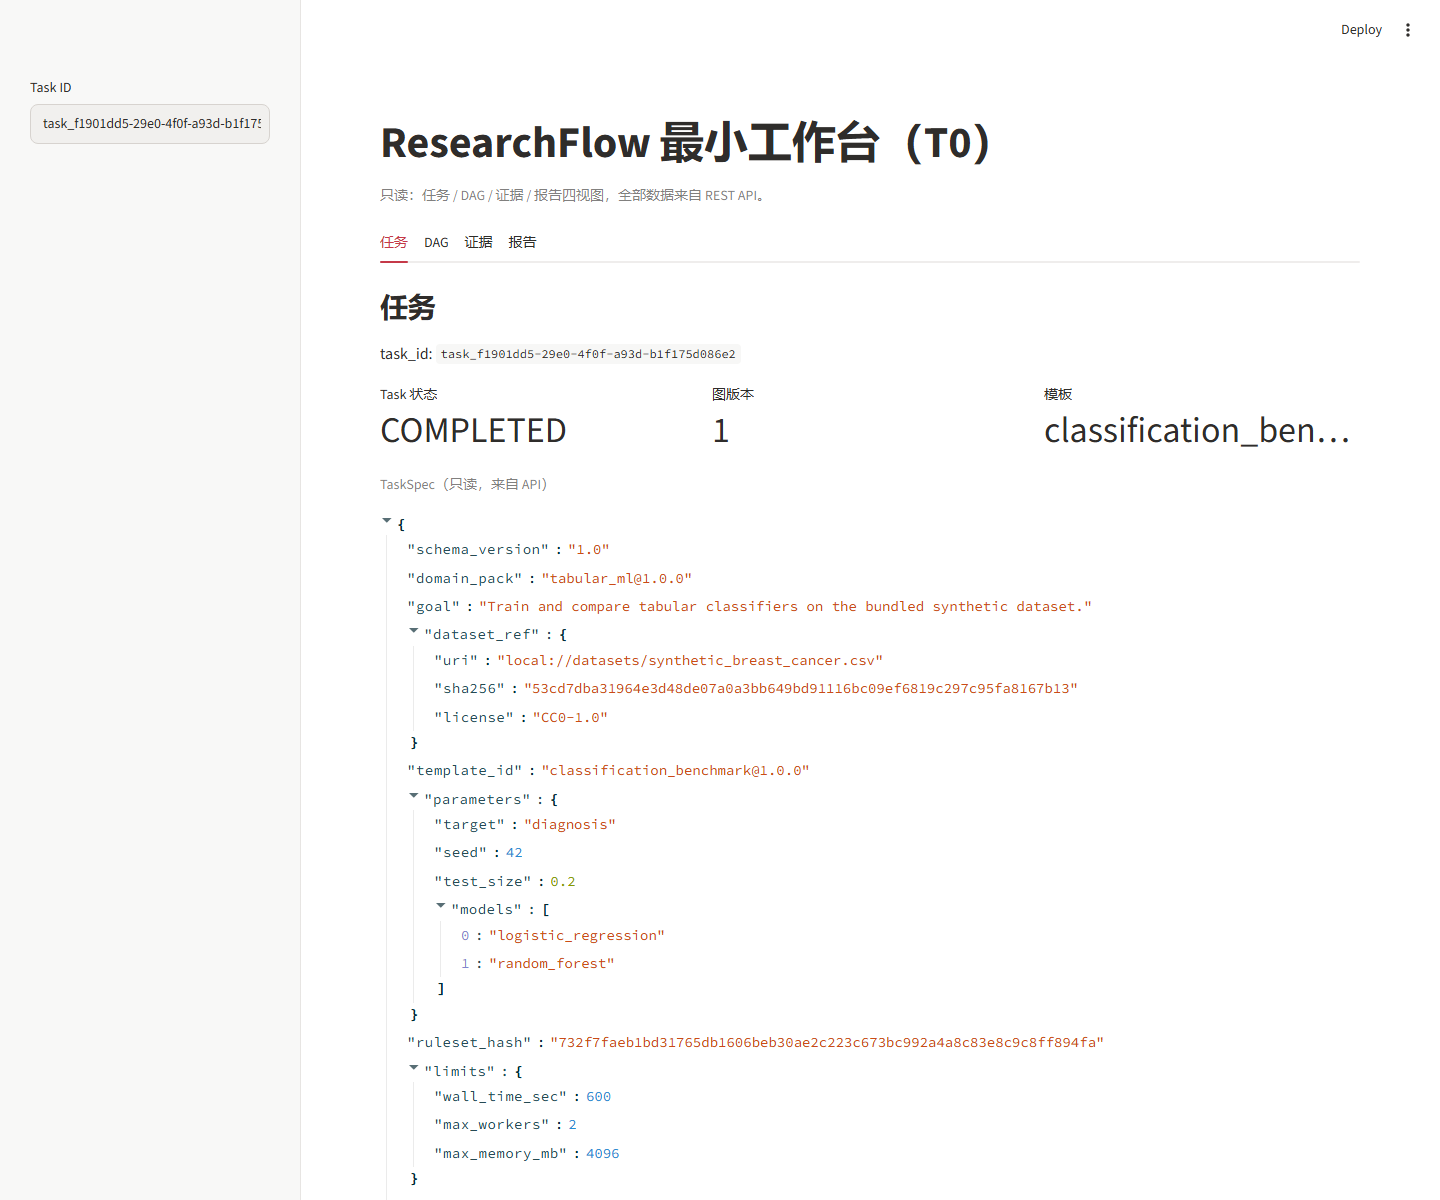 Deploy
Task ID
task_f1901dd5-29e0-4f0f-a93d-b1f175
ResearchFlow 最小工作台（T0）
只读：任务 / DAG / 证据 / 报告四视图，全部数据来自 REST API。
任务 DAG 证据 报告
任务
task_id: task_f1901dd5-29e0-4f0f-a93d-b1f175d086e2
Task 状态 图版本 模板
COMPLETED 1 classification_ben…
TaskSpec（只读，来自 API）
{
"schema_version" : "1.0"
"domain_pack" : "tabular_ml@1.0.0"
"goal" : "Train and compare tabular classifiers on the bundled synthetic dataset."
"dataset_ref" : {
"uri" : "local://datasets/synthetic_breast_cancer.csv"
"sha256" : "53cd7dba31964e3d48de07a0a3bb649bd91116bc09ef6819c297c95fa8167b13"
"license" : "CC0-1.0"
}
"template_id" : "classification_benchmark@1.0.0"
"parameters" : {
"target" : "diagnosis"
"seed" : 42
"test_size" : 0.2
"models" : [
0 : "logistic_regression"
1 : "random_forest"
]
}
"ruleset_hash" : "732f7faeb1bd31765db1606beb30ae2c223c673bc992a4a8c83e8c9c8ff894fa"
"limits" : {
"wall_time_sec" : 600
"max_workers" : 2
"max_memory_mb" : 4096
}